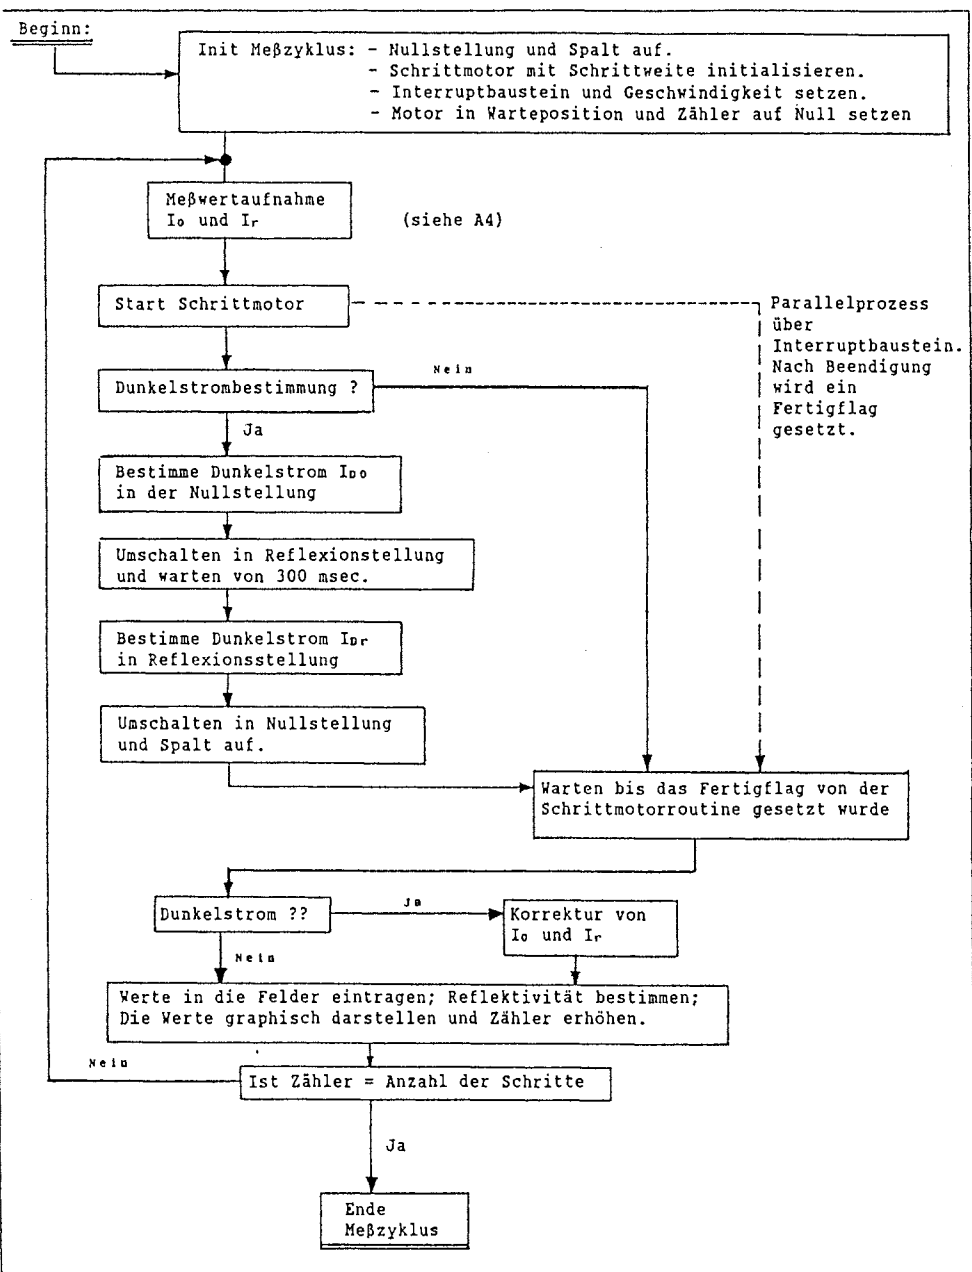 Beginn:
Init Meßzyklus: - Nullstellung und Spalt auf.
- Schrittmotor mit Schrittweite initialisieren.
- Interruptbaustein und Geschwindigkeit setzen.
- Motor in Warteposition und Zähler auf Null setzen
Meßwertaufnahme
I₀ und Iᵣ
(siehe A4)
Start Schrittmotor
Parallelprozess
über
Interruptbaustein.
Nach Beendigung
wird ein
Fertigflag
gesetzt.
Nein
Dunkelstrombestimmung ?
Ja
Bestimme Dunkelstrom ID0
in der Nullstellung
Umschalten in Reflexionstellung
und warten von 300 msec.
Bestimme Dunkelstrom IDr
in Reflexionsstellung
Umschalten in Nullstellung
und Spalt auf.
Warten bis das Fertigflag von der
Schrittmotorroutine gesetzt wurde
Dunkelstrom ??
Ja
Korrektur von
I₀ und Iᵣ
Nein
Werte in die Felder eintragen; Reflektivität bestimmen;
Die Werte graphisch darstellen und Zähler erhöhen.
Nein
Ist Zähler = Anzahl der Schritte
Ja
Ende
Meßzyklus